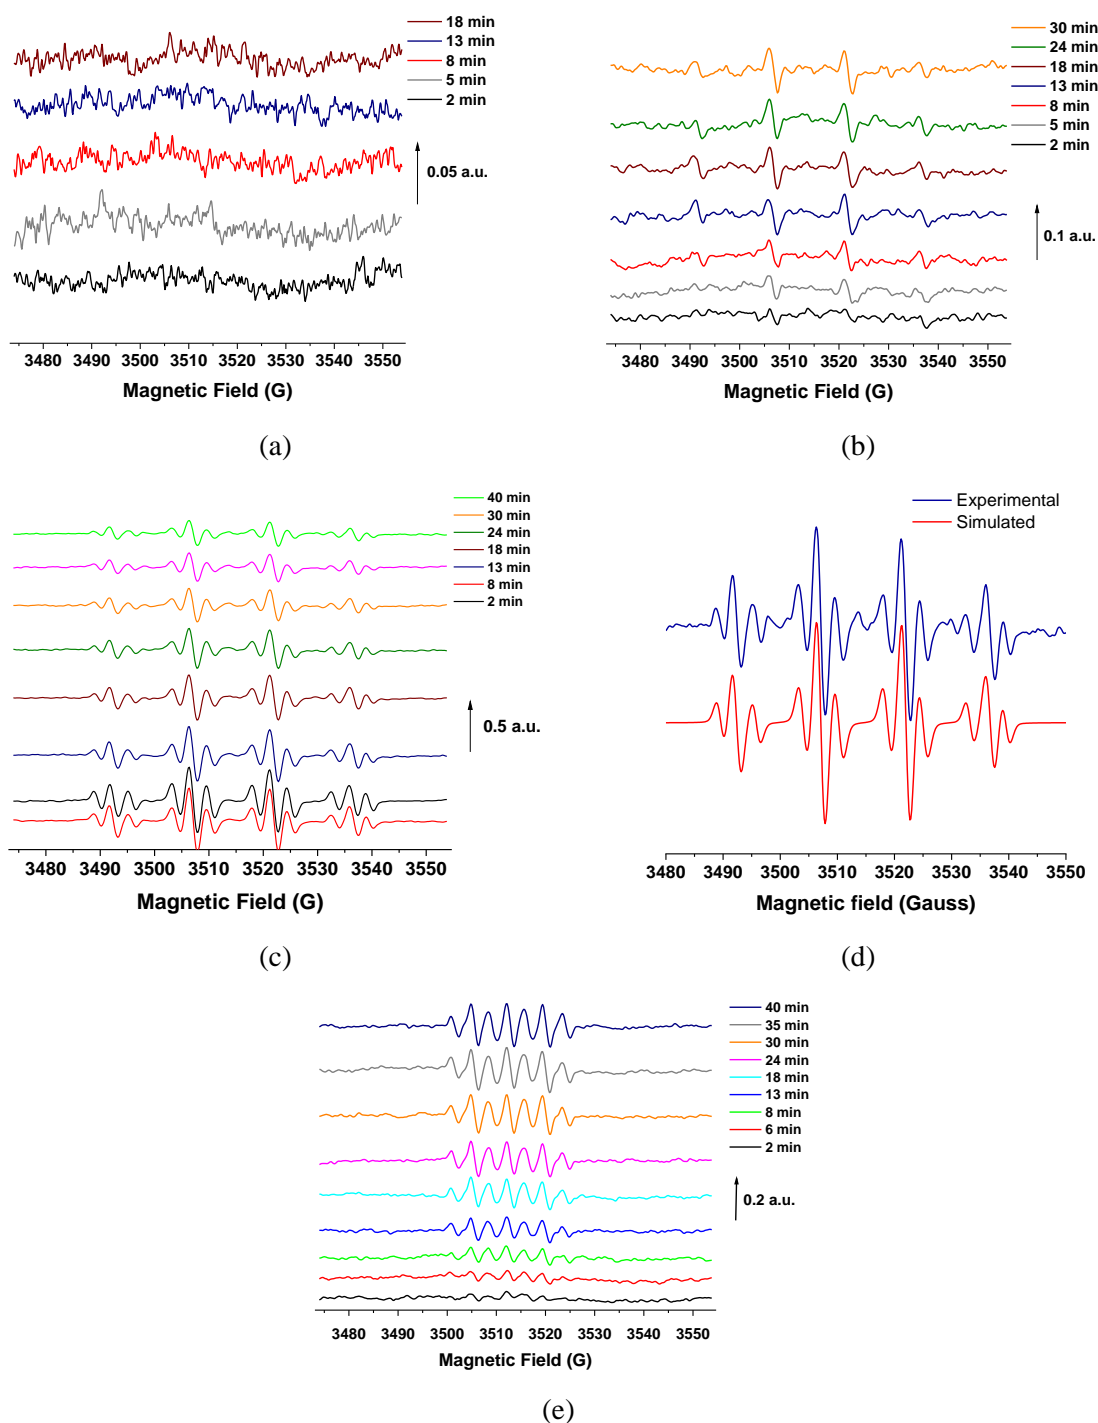 18 min
13 min
8 min
5 min
2 min
0.05 a.u.
3480 3490 3500 3510 3520 3530 3540 3550
Magnetic Field (G)
(a)
30 min
24 min
18 min
13 min
8 min
5 min
2 min
0.1 a.u.
3490 3500 3510 3520 3530 3540 3550
3480
Magnetic Field (G)
(b)
40 min
30 min
24 min
18 min
13 min
8 min
2 min
0.5 a.u.
3480 3490 3500 3510 3520 3530 3540 3550
Magnetic Field (G)
(c)
Experimental
Simulated
3480 3490 3500 3510 3520 3530 3540 3550
Magnetic field (Gauss)
(d)
40 min
35 min
30 min
24 min
18 min
13 min
8 min
6 min
2 min
0.2 a.u.
3480 3490 3500 3510 3520 3530 3540 3550
Magnetic Field (G)
(e)